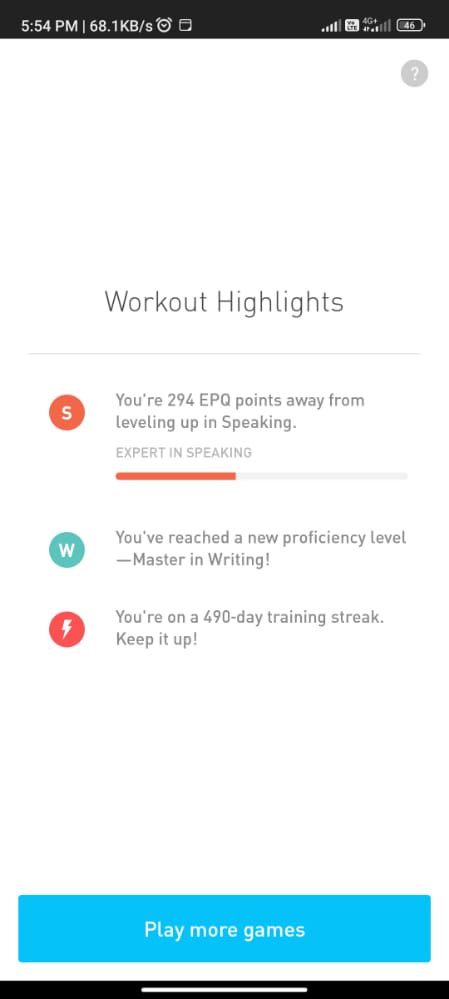 5:54 PM | 68.1KB/s
Vo LTE 4G+ 46
?
Workout Highlights
S
You're 294 EPQ points away from
leveling up in Speaking.
EXPERT IN SPEAKING
W
You've reached a new proficiency level
—Master in Writing!
You're on a 490-day training streak.
Keep it up!
Play more games